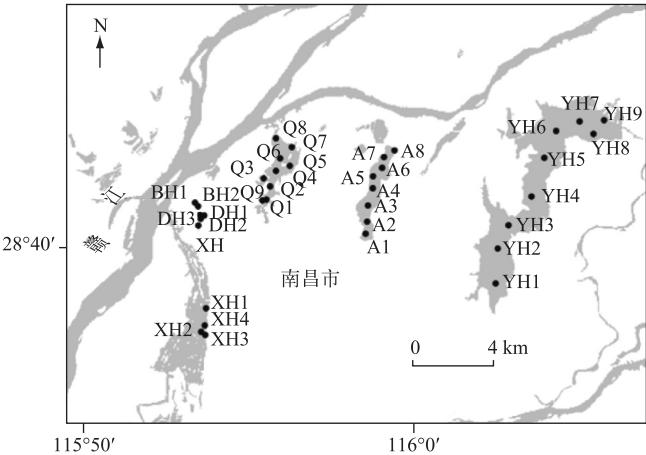 N
Q8
Q7
Q6
Q5
Q3
Q4
Q9
Q2
Q1
BH1
BH2
DH3
DH1
DH2
XH
A7
A8
A6
A5
A4
A3
A2
A1
YH7
YH9
YH6
YH8
YH5
YH4
YH3
YH2
YH1
赣江
28°40′
南昌市
XH1
XH4
XH2
XH3
0
4 km
115°50′
116°0′